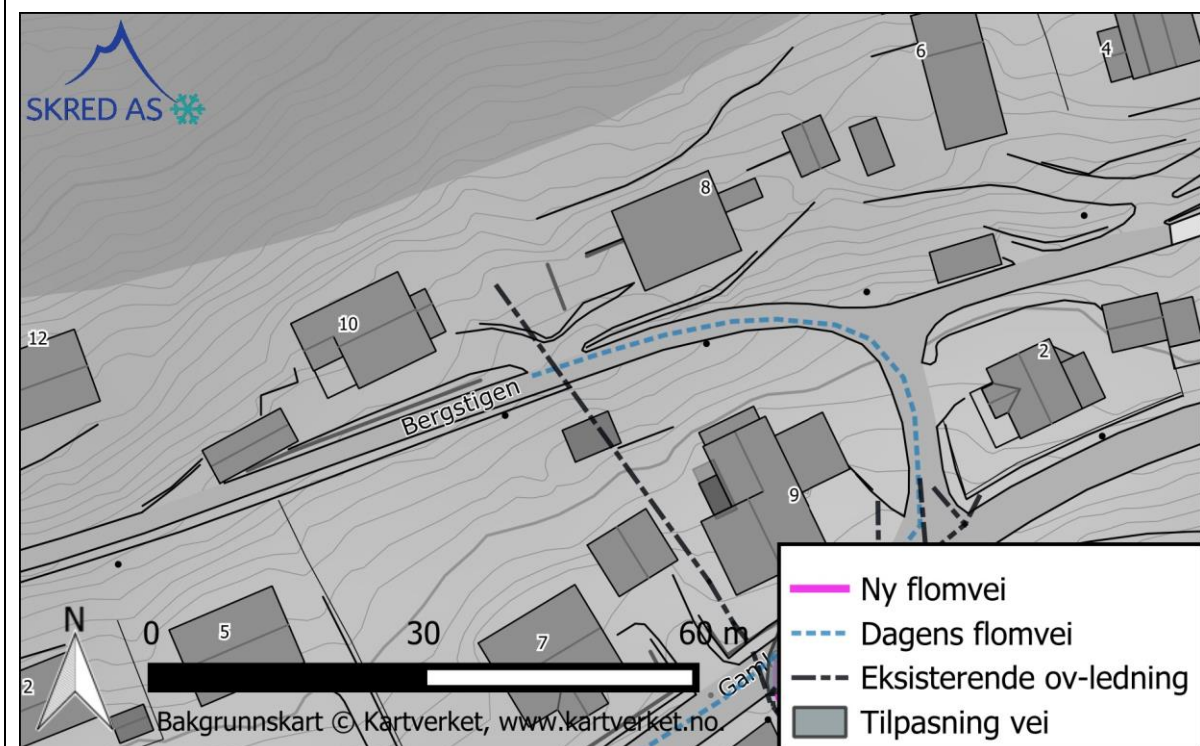 SKRED AS
6
4
8
10
12
Bergstigen
2
9
5
7
2
N
0 30 60 m
Gaml
Bakgrunnskart © Kartverket, www.kartverket.no.
Ny flomvei
Dagens flomvei
Eksisterende ov-ledning
Tilpasning vei